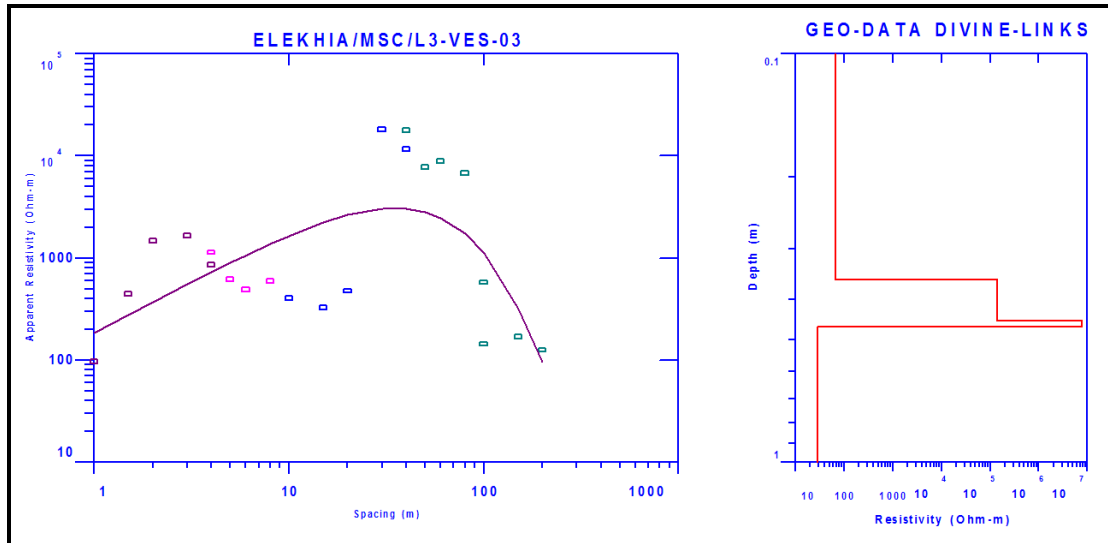 ELEKHIA/MSC/L3-VES-03
GEO-DATA DIVINE-LINKS
10 5
10 4
1000
100
10
Apparent Resistivity (Ohm-m)
1 10 100 1000
Spacing (m)
0.1
1
Depth (m)
10 100 1000 10 4 10 5 10 6 10 7
Resistivity (Ohm-m)